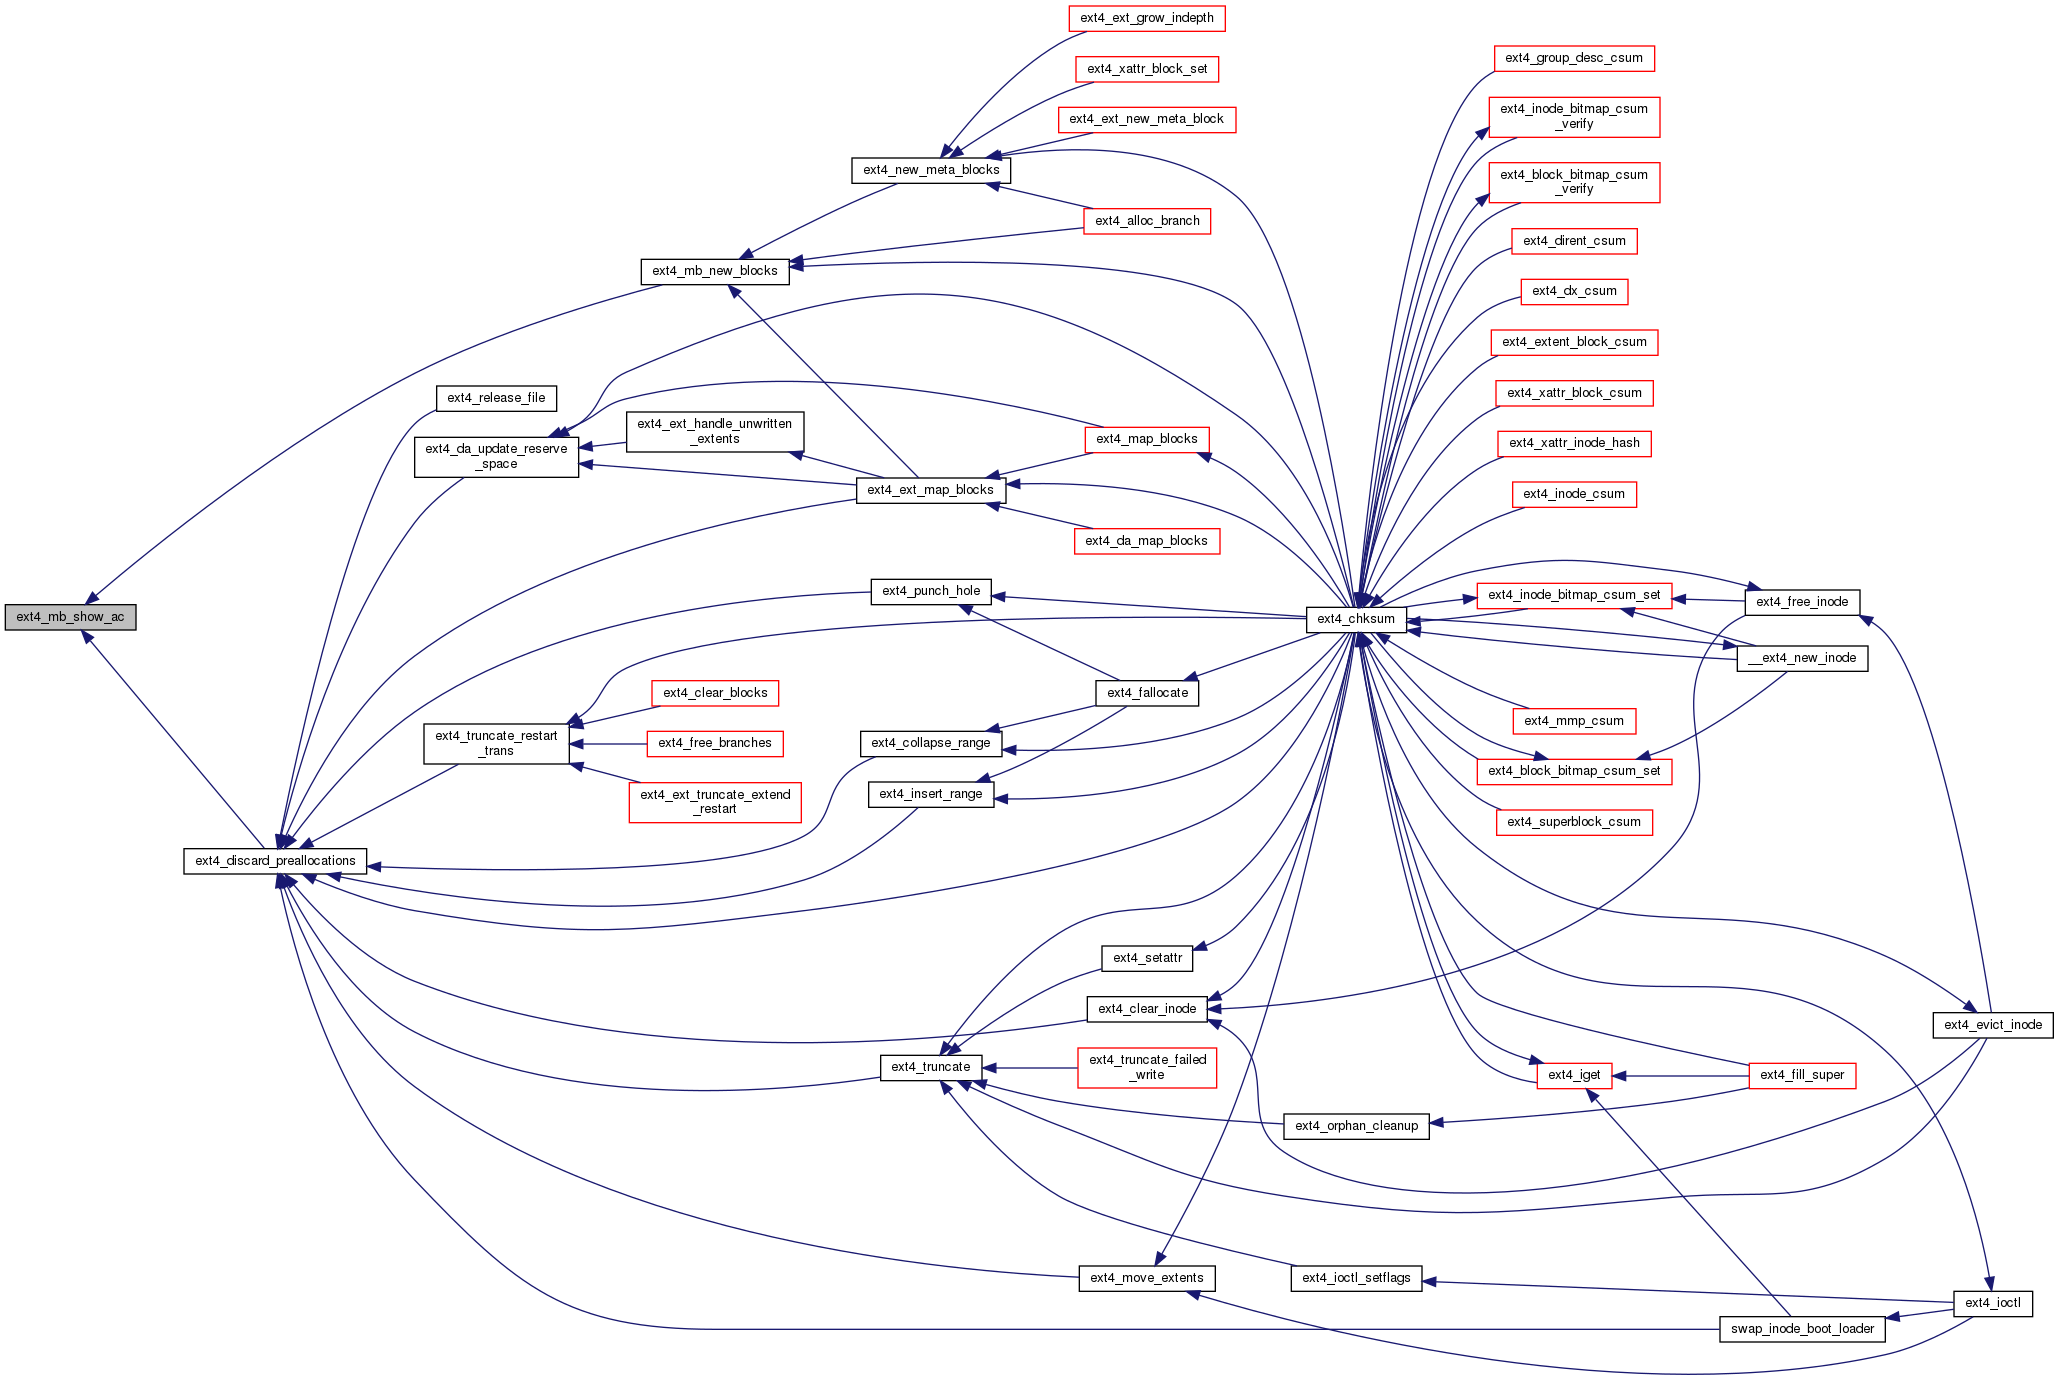 ext4_ext_grow_indepth
ext4_xattr_block_set
ext4_ext_new_meta_block
ext4_new_meta_blocks
ext4_alloc_branch
ext4_mb_new_blocks
ext4_release_file
ext4_da_update_reserve
_space
ext4_ext_handle_unwritten
_extents
ext4_map_blocks
ext4_ext_map_blocks
ext4_da_map_blocks
ext4_mb_show_ac
ext4_punch_hole
ext4_clear_blocks
ext4_truncate_restart
_trans
ext4_free_branches
ext4_ext_truncate_extend
_restart
ext4_fallocate
ext4_collapse_range
ext4_insert_range
ext4_discard_preallocations
ext4_setattr
ext4_clear_inode
ext4_truncate
ext4_truncate_failed
_write
ext4_orphan_cleanup
ext4_move_extents
ext4_ioctl_setflags
ext4_chksum
ext4_group_desc_csum
ext4_inode_bitmap_csum
_verify
ext4_block_bitmap_csum
_verify
ext4_dirent_csum
ext4_dx_csum
ext4_extent_block_csum
ext4_xattr_block_csum
ext4_xattr_inode_hash
ext4_inode_csum
ext4_inode_bitmap_csum_set
ext4_free_inode
__ext4_new_inode
ext4_mmp_csum
ext4_block_bitmap_csum_set
ext4_superblock_csum
ext4_evict_inode
ext4_iget
ext4_fill_super
ext4_ioctl
swap_inode_boot_loader